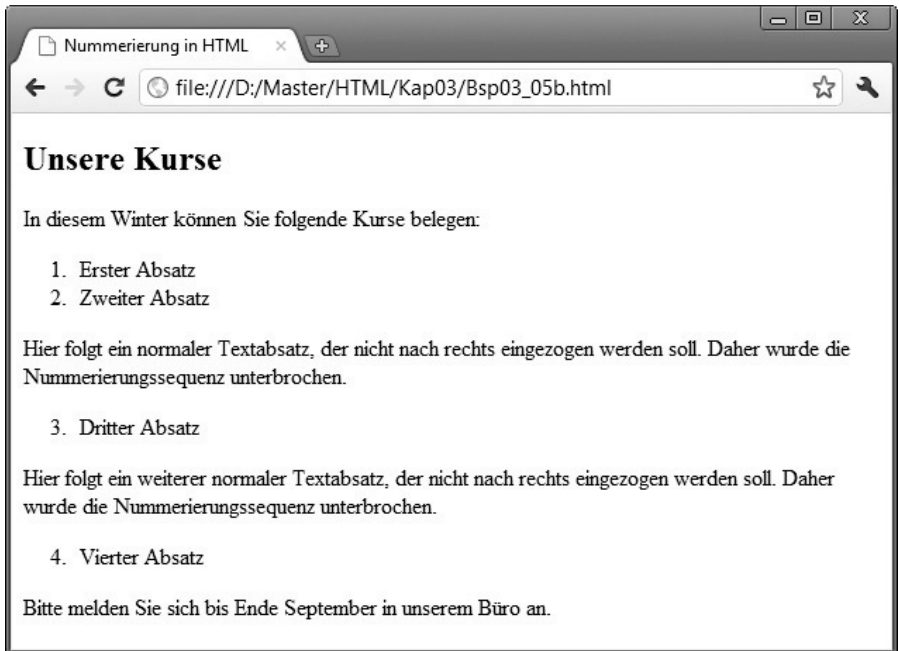 Nummerierung in HTML
file:///D:/Master/HTML/Kap03/Bsp03_05b.html
Unsere Kurse
In diesem Winter können Sie folgende Kurse belegen:
1. Erster Absatz
2. Zweiter Absatz
Hier folgt ein normaler Textabsatz, der nicht nach rechts eingezogen werden soll. Daher wurde die
Nummerierungssequenz unterbrochen.
3. Dritter Absatz
Hier folgt ein weiterer normaler Textabsatz, der nicht nach rechts eingezogen werden soll. Daher
wurde die Nummerierungssequenz unterbrochen.
4. Vierter Absatz
Bitte melden Sie sich bis Ende September in unserem Büro an.